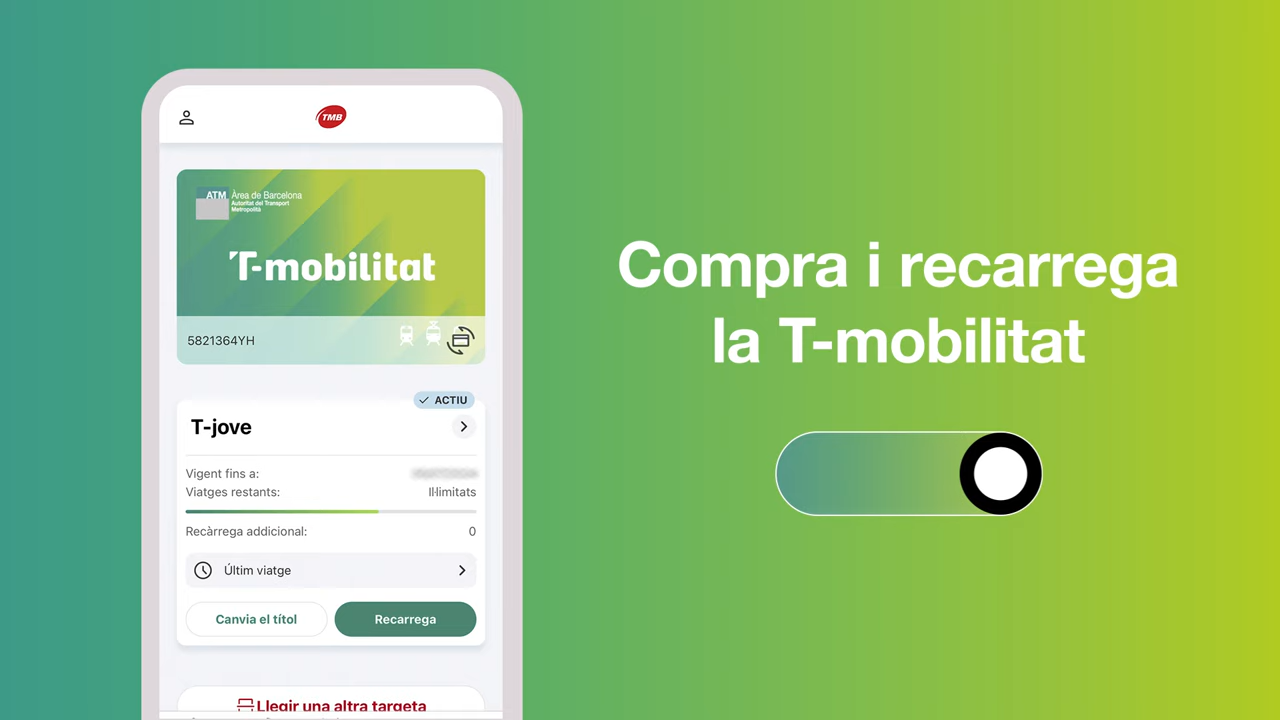 TMB
ATM Àrea de Barcelona
Autoritat del Transport
Metropolità
T-mobilitat
5821364YH
ACTIU
T-jove
Vigent fins a:
Viatges restants: Il·limitats
Recàrrega addicional: 0
Últim viatge
Canvia el títol Recarrega
Llegir una altra targeta
Compra i recarrega
la T-mobilitat